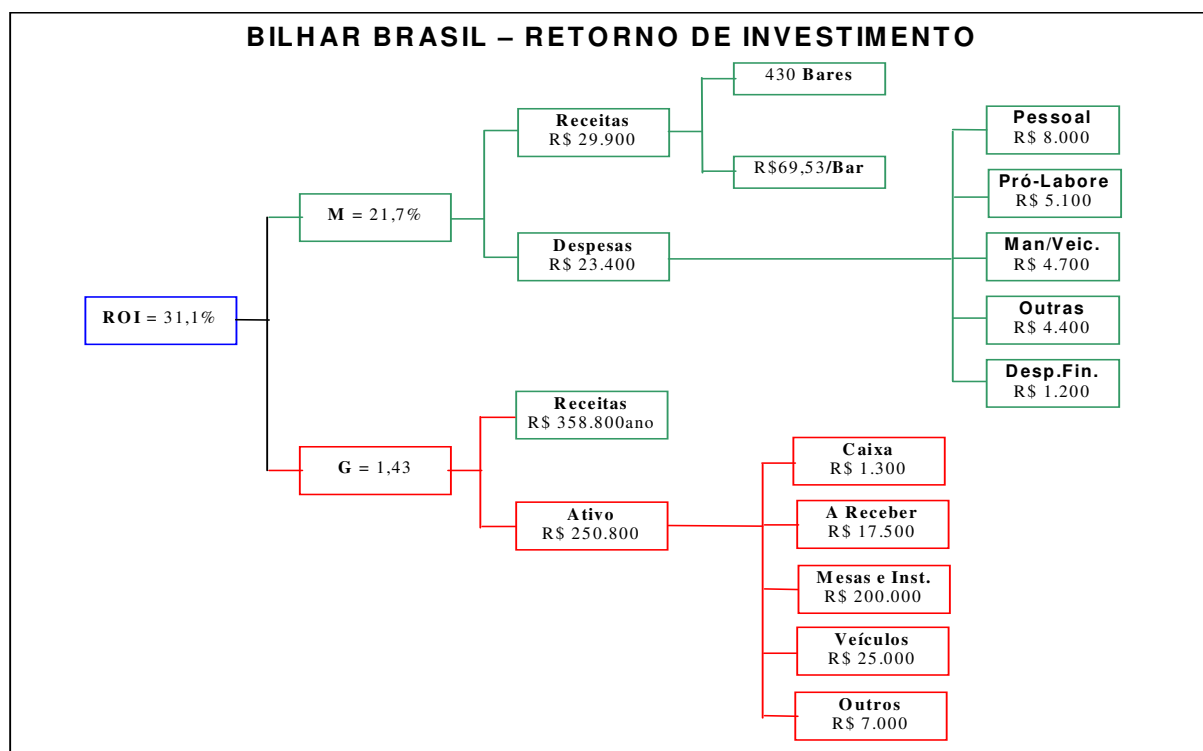 BILHAR BRASIL – RETORNO DE INVESTIMENTO
430 Bares
Receitas
R$ 29.900
R$69,53/Bar
Pessoal
R$ 8.000
Pró-Labore
R$ 5.100
M = 21,7%
Despesas
R$ 23.400
Man/Veic.
R$ 4.700
Outras
R$ 4.400
Desp.Fin.
R$ 1.200
ROI = 31,1%
Receitas
R$ 358.800ano
G = 1,43
Ativo
R$ 250.800
Caixa
R$ 1.300
A Receber
R$ 17.500
Mesas e Inst.
R$ 200.000
Veículos
R$ 25.000
Outros
R$ 7.000